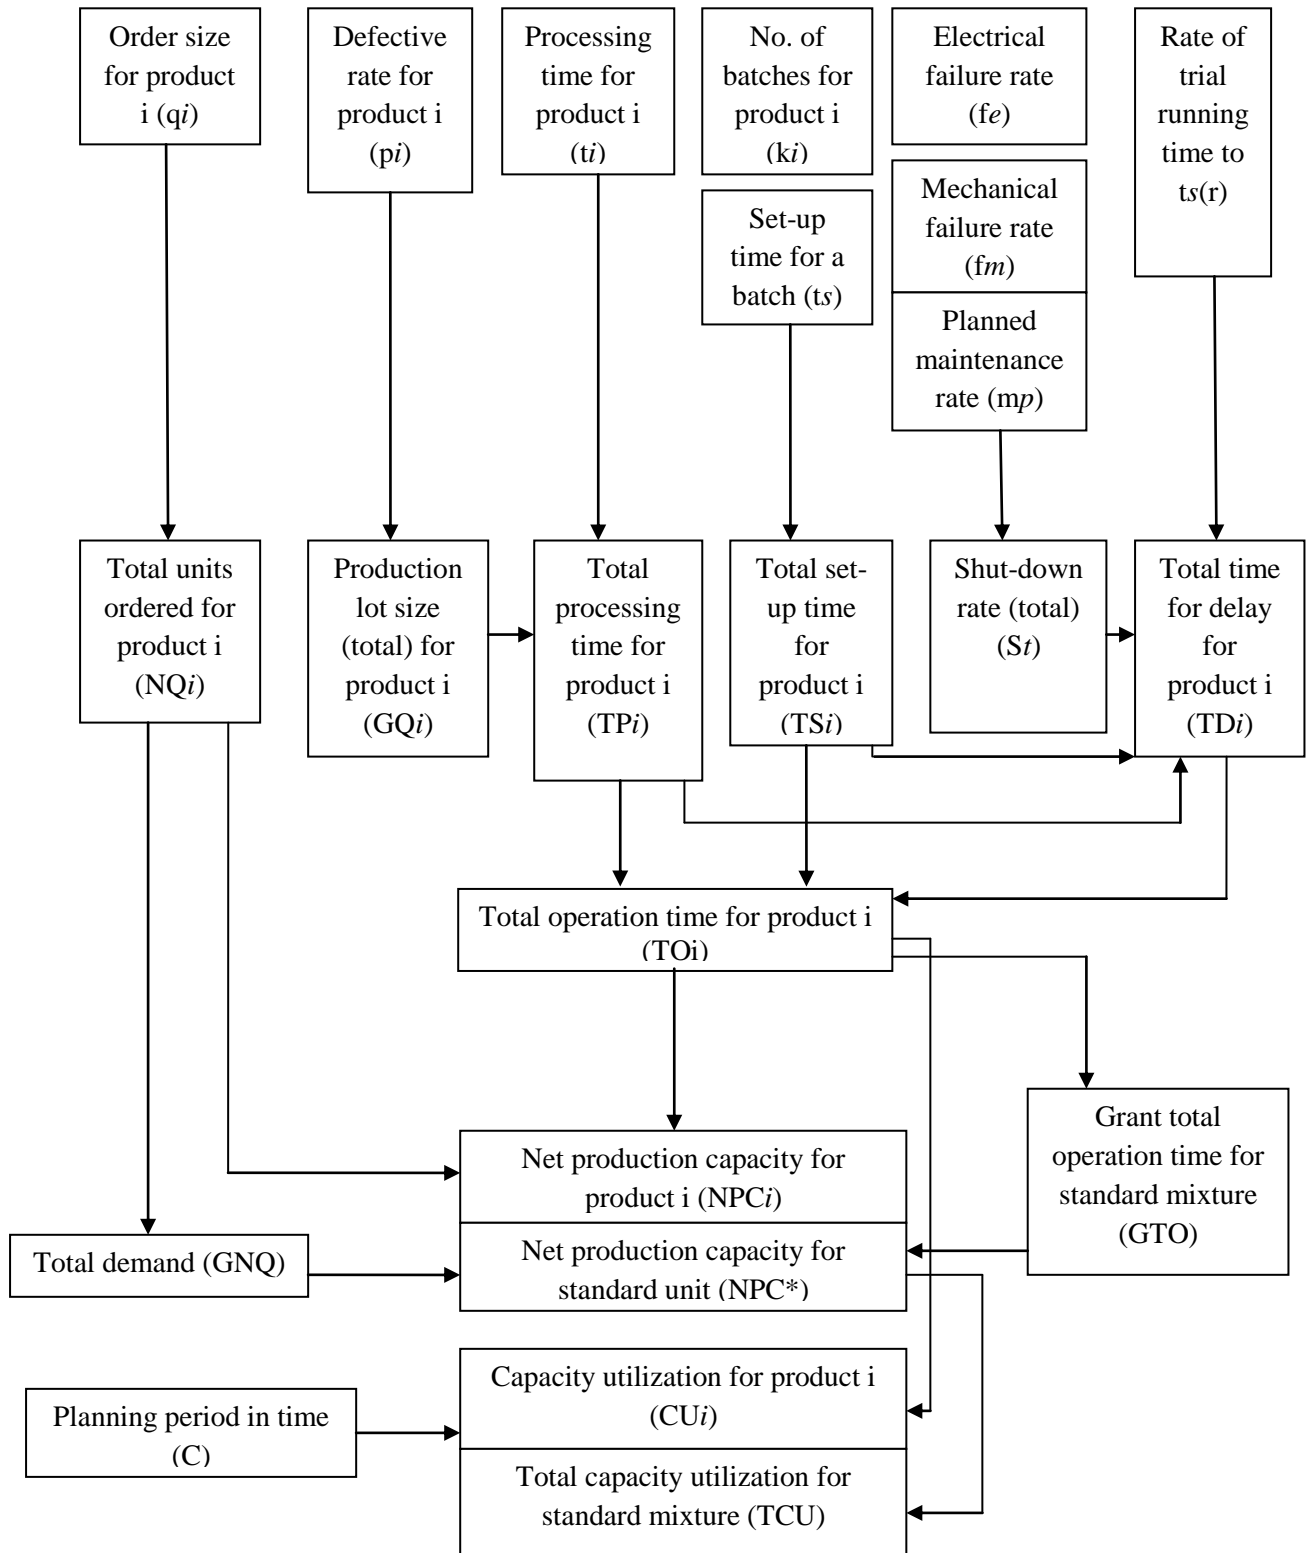 Order size
for product
i (qi)
Defective
rate for
product i
(pi)
Processing
time for
product i
(ti)
No. of
batches for
product i
(ki)
Electrical
failure rate
(fe)
Rate of
trial
running
time to
ts(r)
Mechanical
failure rate
(fm)
Set-up
time for a
batch (ts)
Planned
maintenance
rate (mp)
Total units
ordered for
product i
(NQi)
Production
lot size
(total) for
product i
(GQi)
Total
processing
time for
product i
(TPi)
Total set-
up time
for
product i
(TSi)
Shut-down
rate (total)
(St)
Total time
for delay
for
product i
(TDi)
Total operation time for product i
(TOi)
Grant total
operation time for
standard mixture
(GTO)
Net production capacity for
product i (NPCi)
Total demand (GNQ)
Net production capacity for
standard unit (NPC*)
Capacity utilization for product i
(CUi)
Planning period in time
(C)
Total capacity utilization for
standard mixture (TCU)